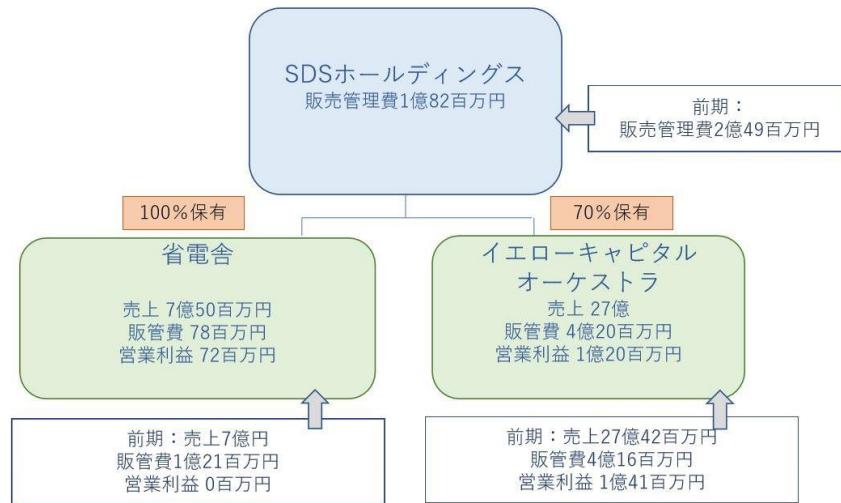 SDSホールディングス
販売管理費1億82百万円
前期：
販売管理費2億49百万円
100％保有
70％保有
省電舎
売上 7億50百万円
販管費 78百万円
営業利益 72百万円
イエローキャピタル
オーケストラ
売上 27億
販管費 4億20百万円
営業利益 1億20百万円
前期：売上7億円
販管費1億21百万円
営業利益 0百万円
前期：売上27億42百万円
販管費4億16百万円
営業利益 1億41百万円